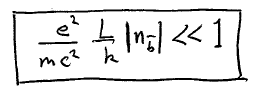 e²/mc² L/k |n_b̄| << 1